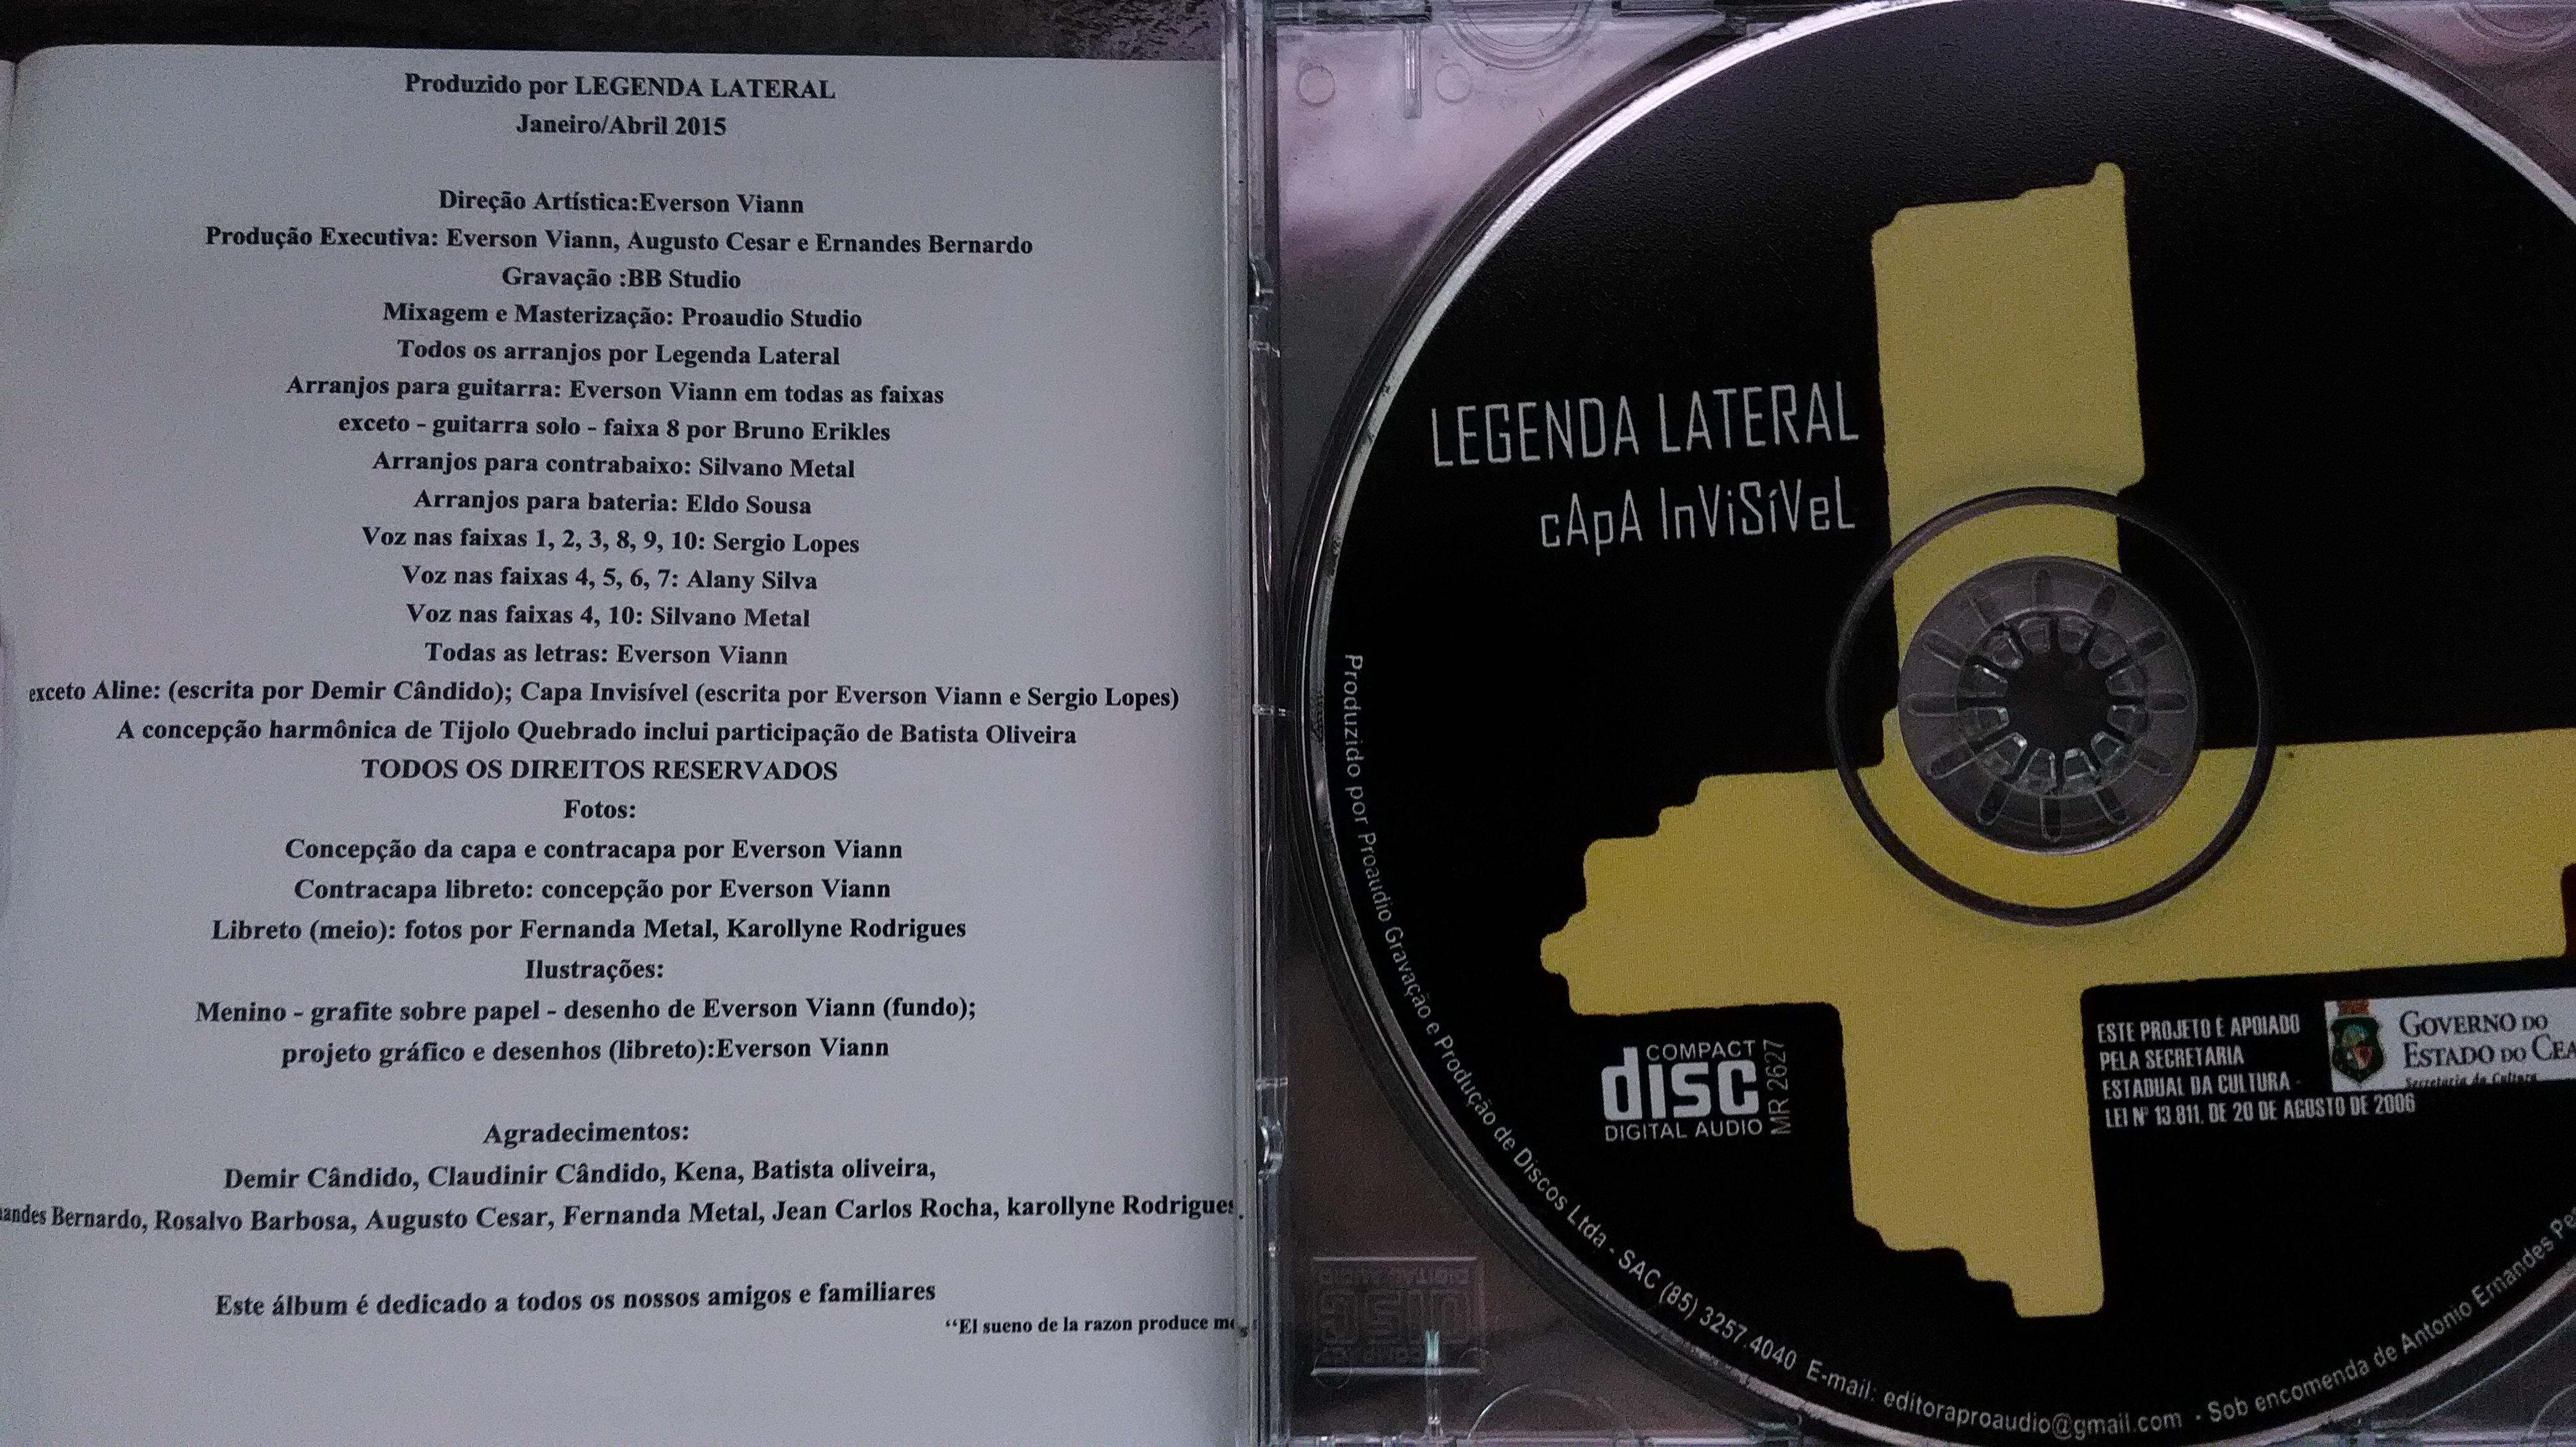 Produzido por LEGENDA LATERAL
Janeiro/Abril 2015
Direção Artística:Everson Viann
Produção Executiva: Everson Viann, Augusto Cesar e Ernandes Bernardo
Gravação :BB Studio
Mixagem e Masterização: Proaudio Studio
Todos os arranjos por Legenda Lateral
Arranjos para guitarra: Everson Viann em todas as faixas
exceto - guitarra solo - faixa 8 por Bruno Erikles
Arranjos para contrabaixo: Silvano Metal
Arranjos para bateria: Eldo Sousa
Voz nas faixas 1, 2, 3, 8, 9, 10: Sergio Lopes
Voz nas faixas 4, 5, 6, 7: Alany Silva
Voz nas faixas 4, 10: Silvano Metal
Todas as letras: Everson Viann
exceto Aline: (escrita por Demir Cândido); Capa Invisível (escrita por Everson Viann e Sergio Lopes)
A concepção harmônica de Tijolo Quebrado inclui participação de Batista Oliveira
TODOS OS DIREITOS RESERVADOS
Fotos:
Concepção da capa e contracapa por Everson Viann
Contracapa libreto: concepção por Everson Viann
Libreto (meio): fotos por Fernanda Metal, Karollyne Rodrigues
Ilustrações:
Menino - grafite sobre papel - desenho de Everson Viann (fundo);
projeto gráfico e desenhos (libreto):Everson Viann
Agradecimentos:
Demir Cândido, Claudinir Cândido, Kena, Batista oliveira,
Bernardo, Rosalvo Barbosa, Augusto Cesar, Fernanda Metal, Jean Carlos Rocha, karollyne Rodrigues.
Este álbum é dedicado a todos os nossos amigos e familiares
“El sueno de la razon produce
LEGENDA LATERAL
cApA InViSíVeL
COMPACT
disc
DIGITAL AUDIO
MR 2627
ESTE PROJETO É APOIADO
PELA SECRETARIA
ESTADUAL DA CULTURA -
LEI Nº 13.811, DE 20 DE AGOSTO DE 2006
GOVERNO DO
ESTADO DO
Secretaria da Cultura
Produzido por Proaudio Gravação e Produção de Discos Ltda - SAC (85) 3257.4040 E-mail: editoraproaudio@gmail.com - Sob encomenda de Antonio Ernandes